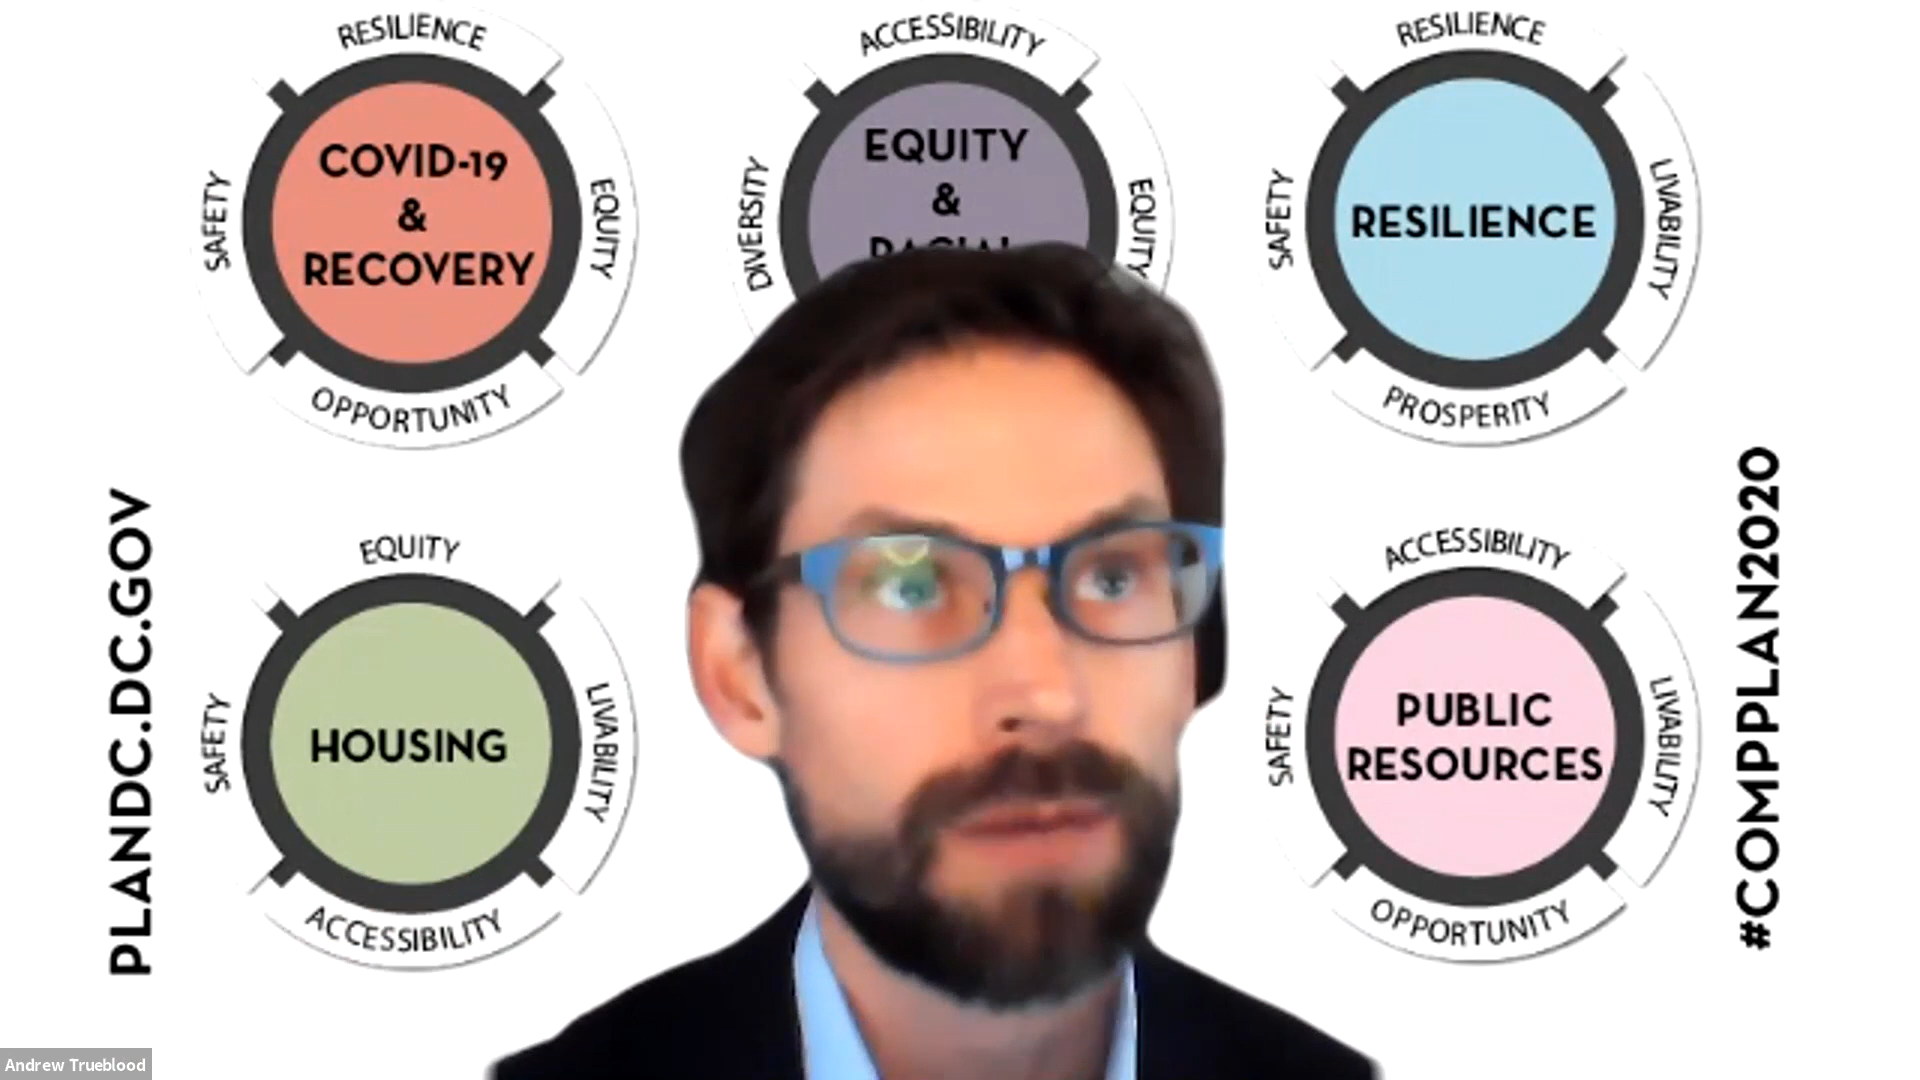 RESILIENCE
SAFETY
COVID-19
&
RECOVERY
EQUITY
OPPORTUNITY
ACCESSIBILITY
DIVERSITY
EQUITY
&
RACIAL
EQUITY
RESILIENCE
SAFETY
RESILIENCE
LIVABILITY
PROSPERITY
PLANDC.DC.GOV
EQUITY
SAFETY
HOUSING
LIVABILITY
ACCESSIBILITY
ACCESSIBILITY
SAFETY
PUBLIC
RESOURCES
LIVABILITY
OPPORTUNITY
#COMPPLAN2020
Andrew Trueblood